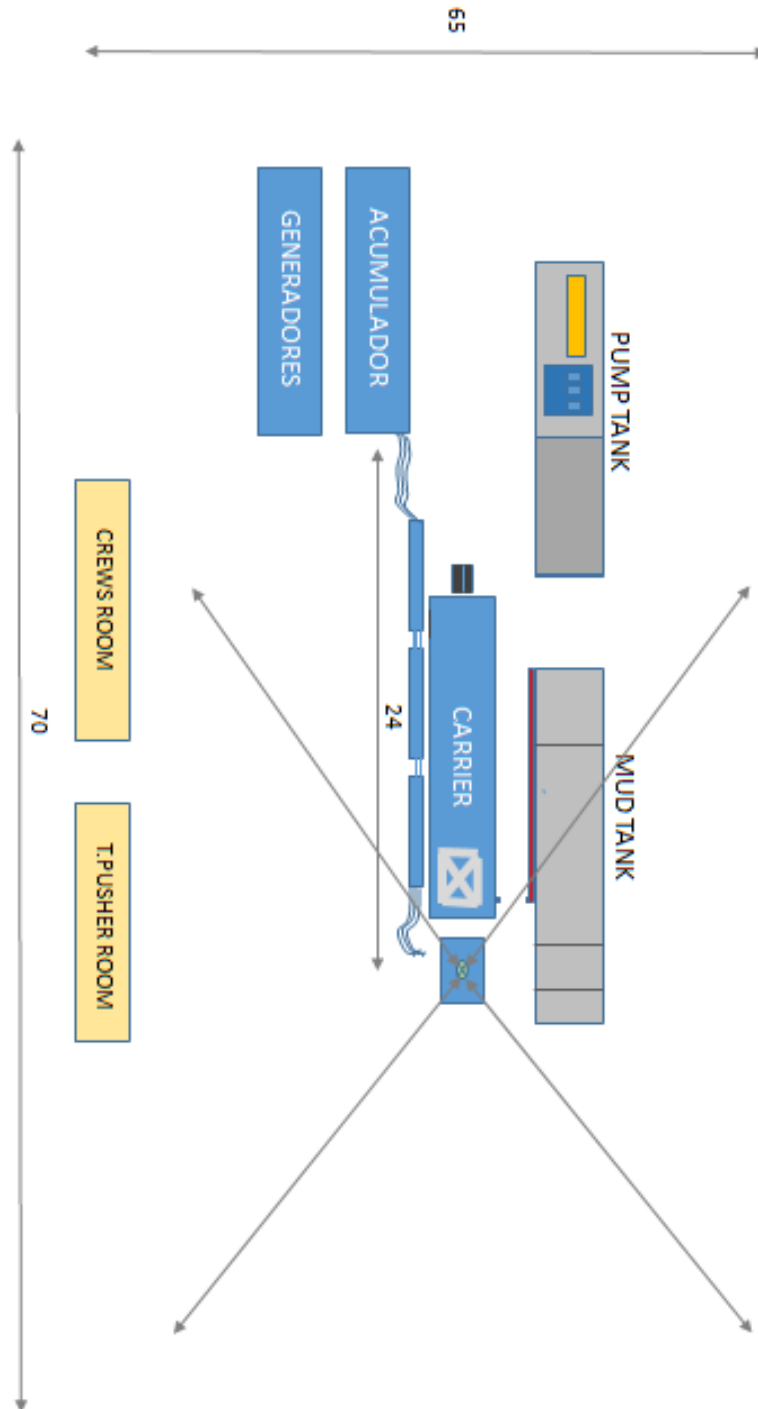 65
GENERADORES
ACUMULADOR
PUMP TANK
CREWS ROOM
24
CARRIER
MUD TANK
70
T.PUSHER ROOM